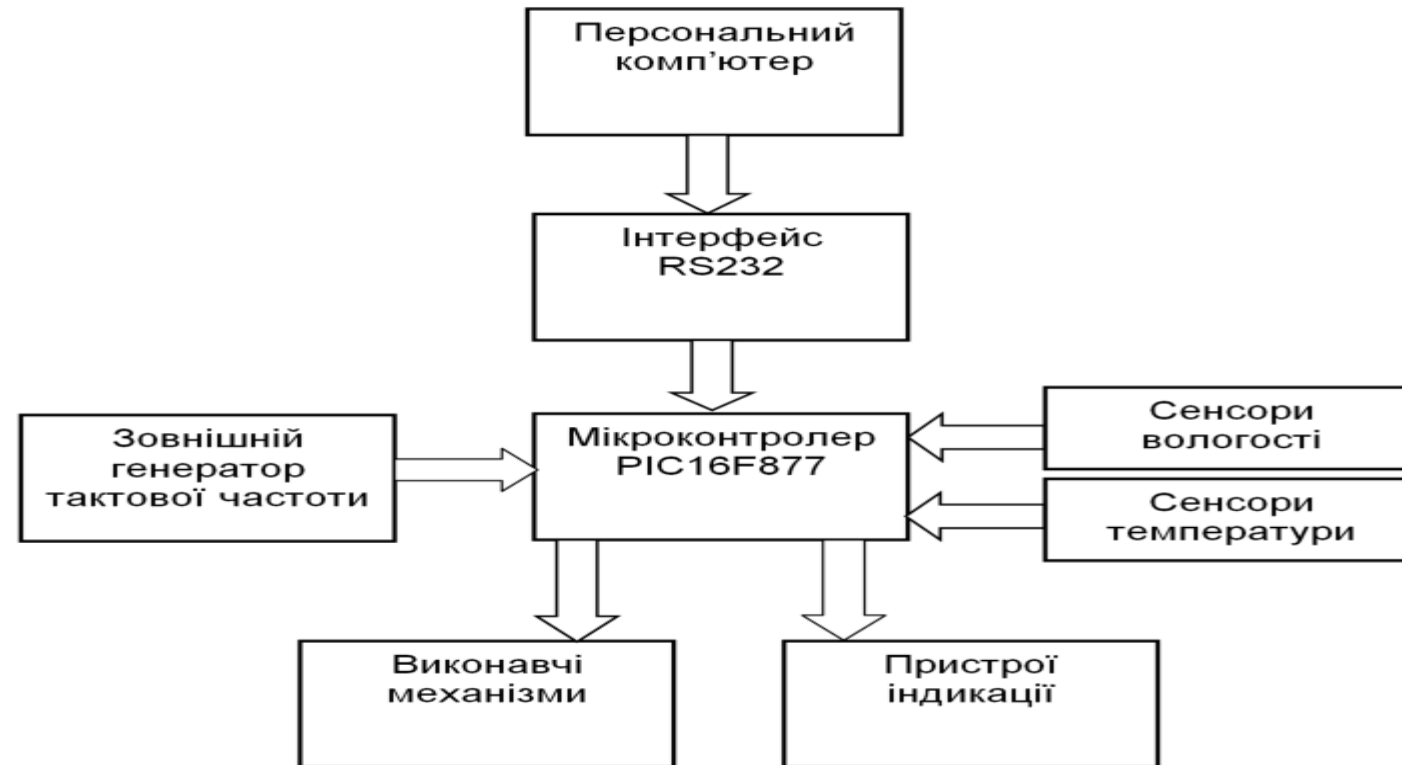 Персональний
комп’ютер
Інтерфейс
RS232
Зовнішній
генератор
тактової частоти
Мікроконтролер
PIC16F877
Сенсори
вологості
Сенсори
температури
Виконавчі
механізми
Пристрої
індикації